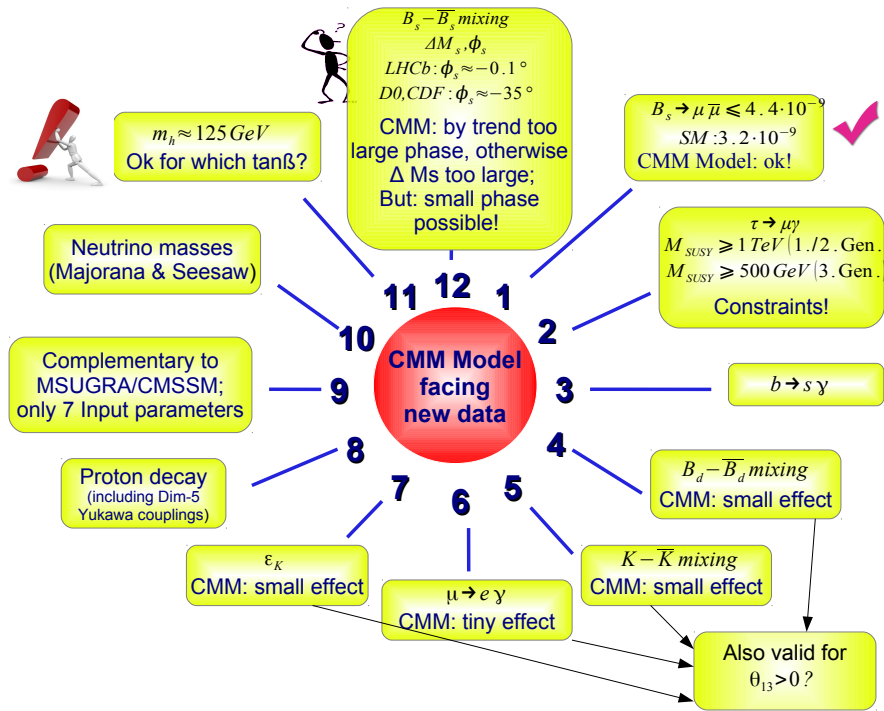 B_s − B̅_s mixing
ΔM_s, ϕ_s
LHCb : ϕ_s ≈ −0.1°
D0, CDF : ϕ_s ≈ −35°
CMM: by trend too
large phase, otherwise
Δ Ms too large;
But: small phase
possible!
?
B_s → μ μ̅ ⩽ 4.4·10⁻⁹
SM : 3.2·10⁻⁹
CMM Model: ok!
τ → μγ
M_SUSY ⩾ 1 TeV (1./2. Gen.
M_SUSY ⩾ 500 GeV (3. Gen.)
Constraints!
b → s γ
B_d − B̅_d mixing
CMM: small effect
K − K̅ mixing
CMM: small effect
Also valid for
θ₁₃ > 0 ?
μ → e γ
CMM: tiny effect
ε_K
CMM: small effect
Proton decay
(including Dim-5
Yukawa couplings)
Complementary to
MSUGRA/CMSSM;
only 7 Input parameters
Neutrino masses
(Majorana & Seesaw)
m_h ≈ 125 GeV
Ok for which tanß?
12
1
2
3
4
5
6
7
8
9
10
11
CMM Model
facing
new data